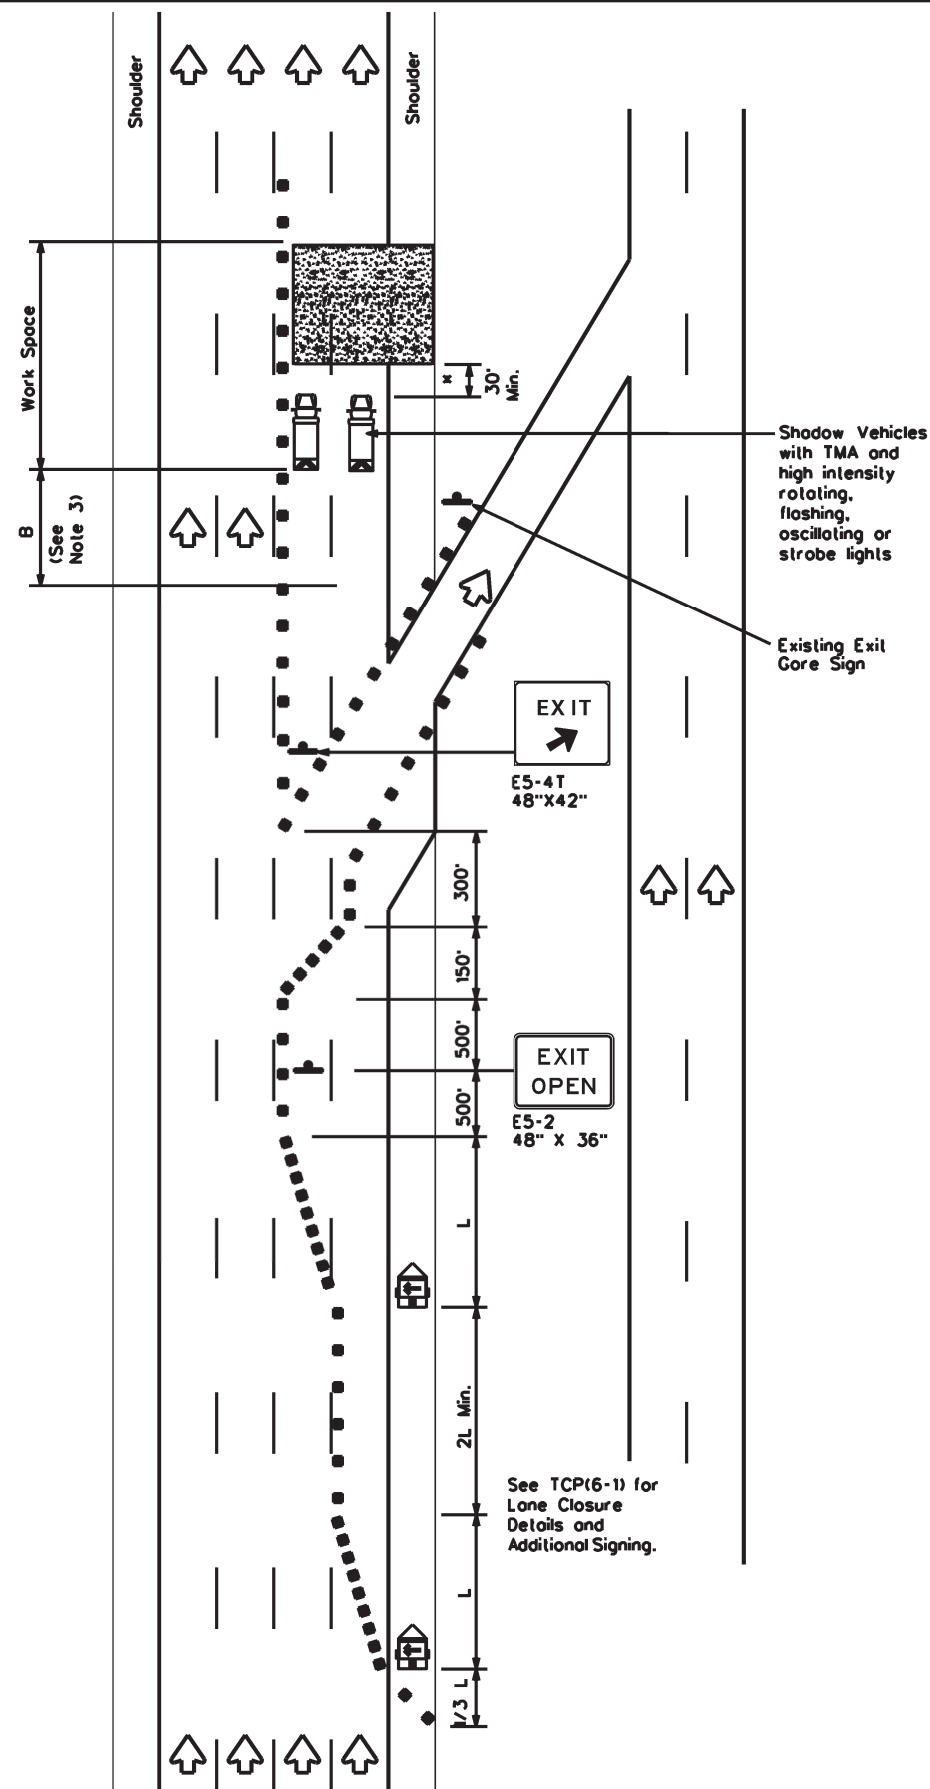 Shoulder
Shoulder
Work Space
x
30'
Min.
B
(See
Note 3)
Shadow Vehicles
with TMA and
high intensity
rotating,
flashing,
oscillating or
strobe lights
Existing Exit
Gore Sign
EXIT
E5-4T
48"X42"
300'
150'
500'
500'
EXIT
OPEN
E5-2
48" X 36"
L
2L Min.
See TCP(6-1) for
Lane Closure
Details and
Additional Signing.
L
1/3 L